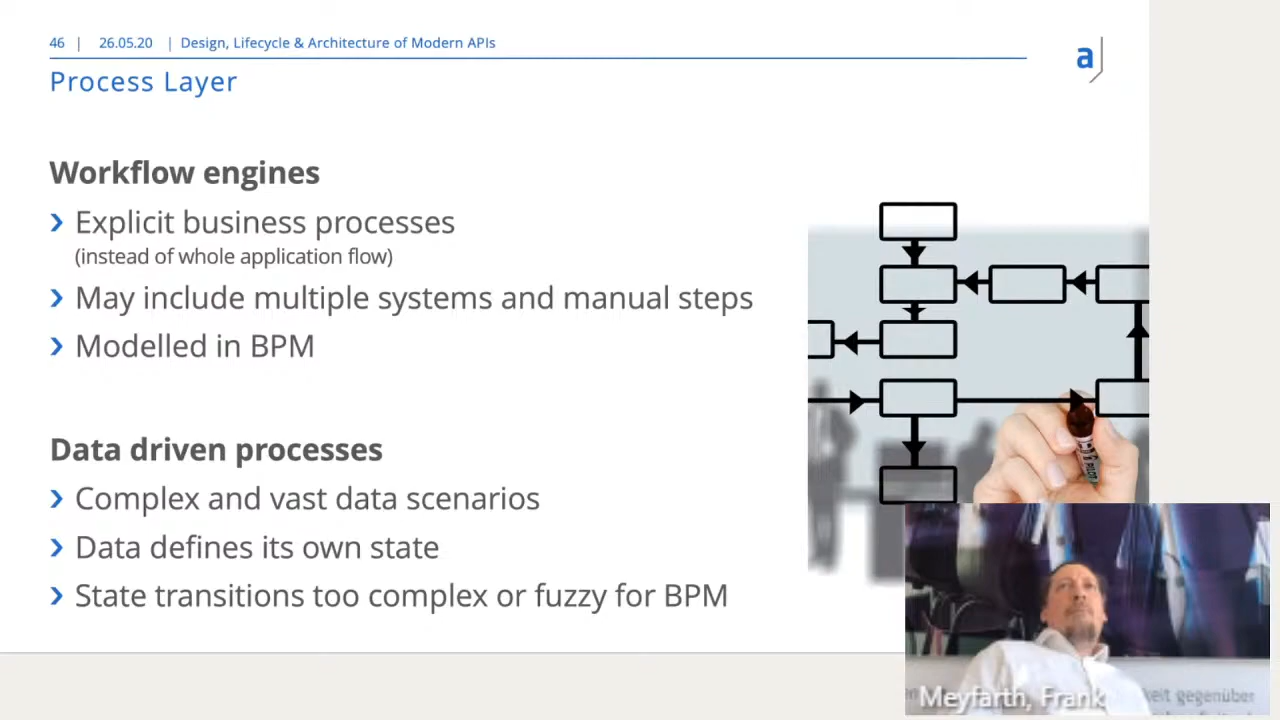 46 | 26.05.20 | Design, Lifecycle & Architecture of Modern APIs
a
Process Layer
Workflow engines
› Explicit business processes
(instead of whole application flow)
› May include multiple systems and manual steps
› Modelled in BPM
Data driven processes
› Complex and vast data scenarios
› Data defines its own state
› State transitions too complex or fuzzy for BPM
Meyfarth, Frank
keit gegenüber